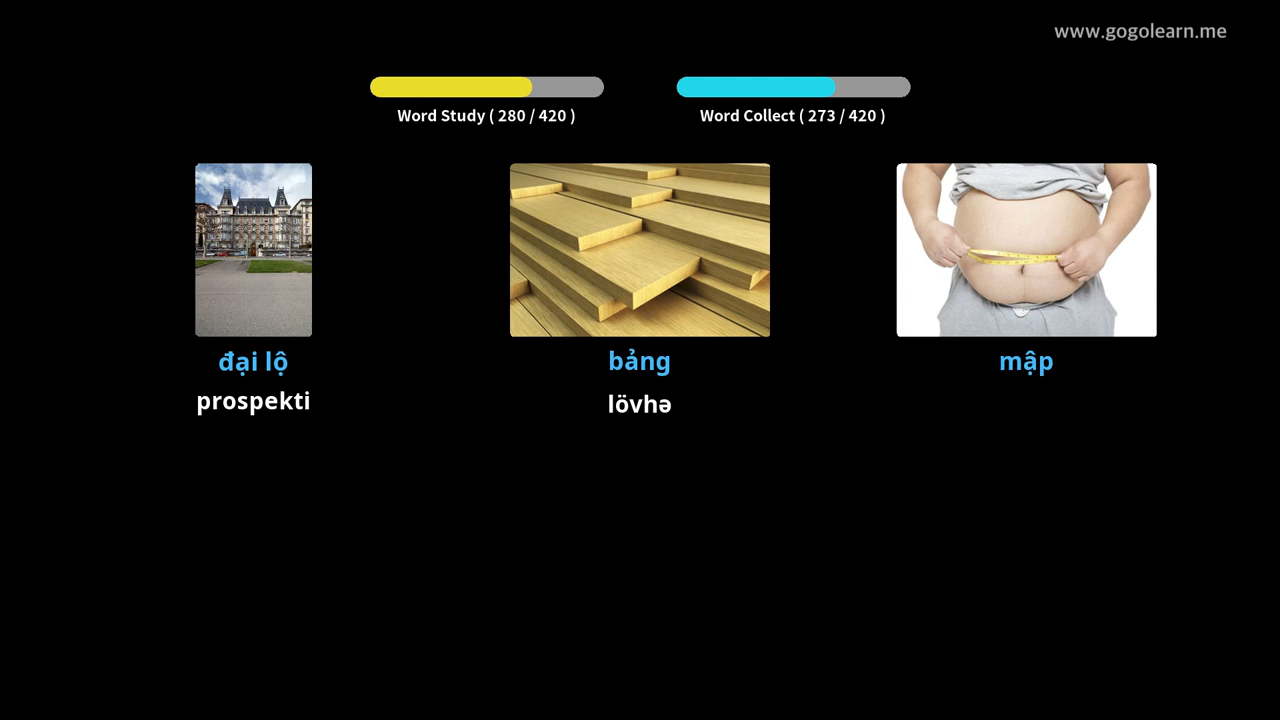 www.gogolearn.me
Word Study ( 280 / 420 )
Word Collect ( 273 / 420 )
đại lộ
bảng
mập
prospekti
lövhə